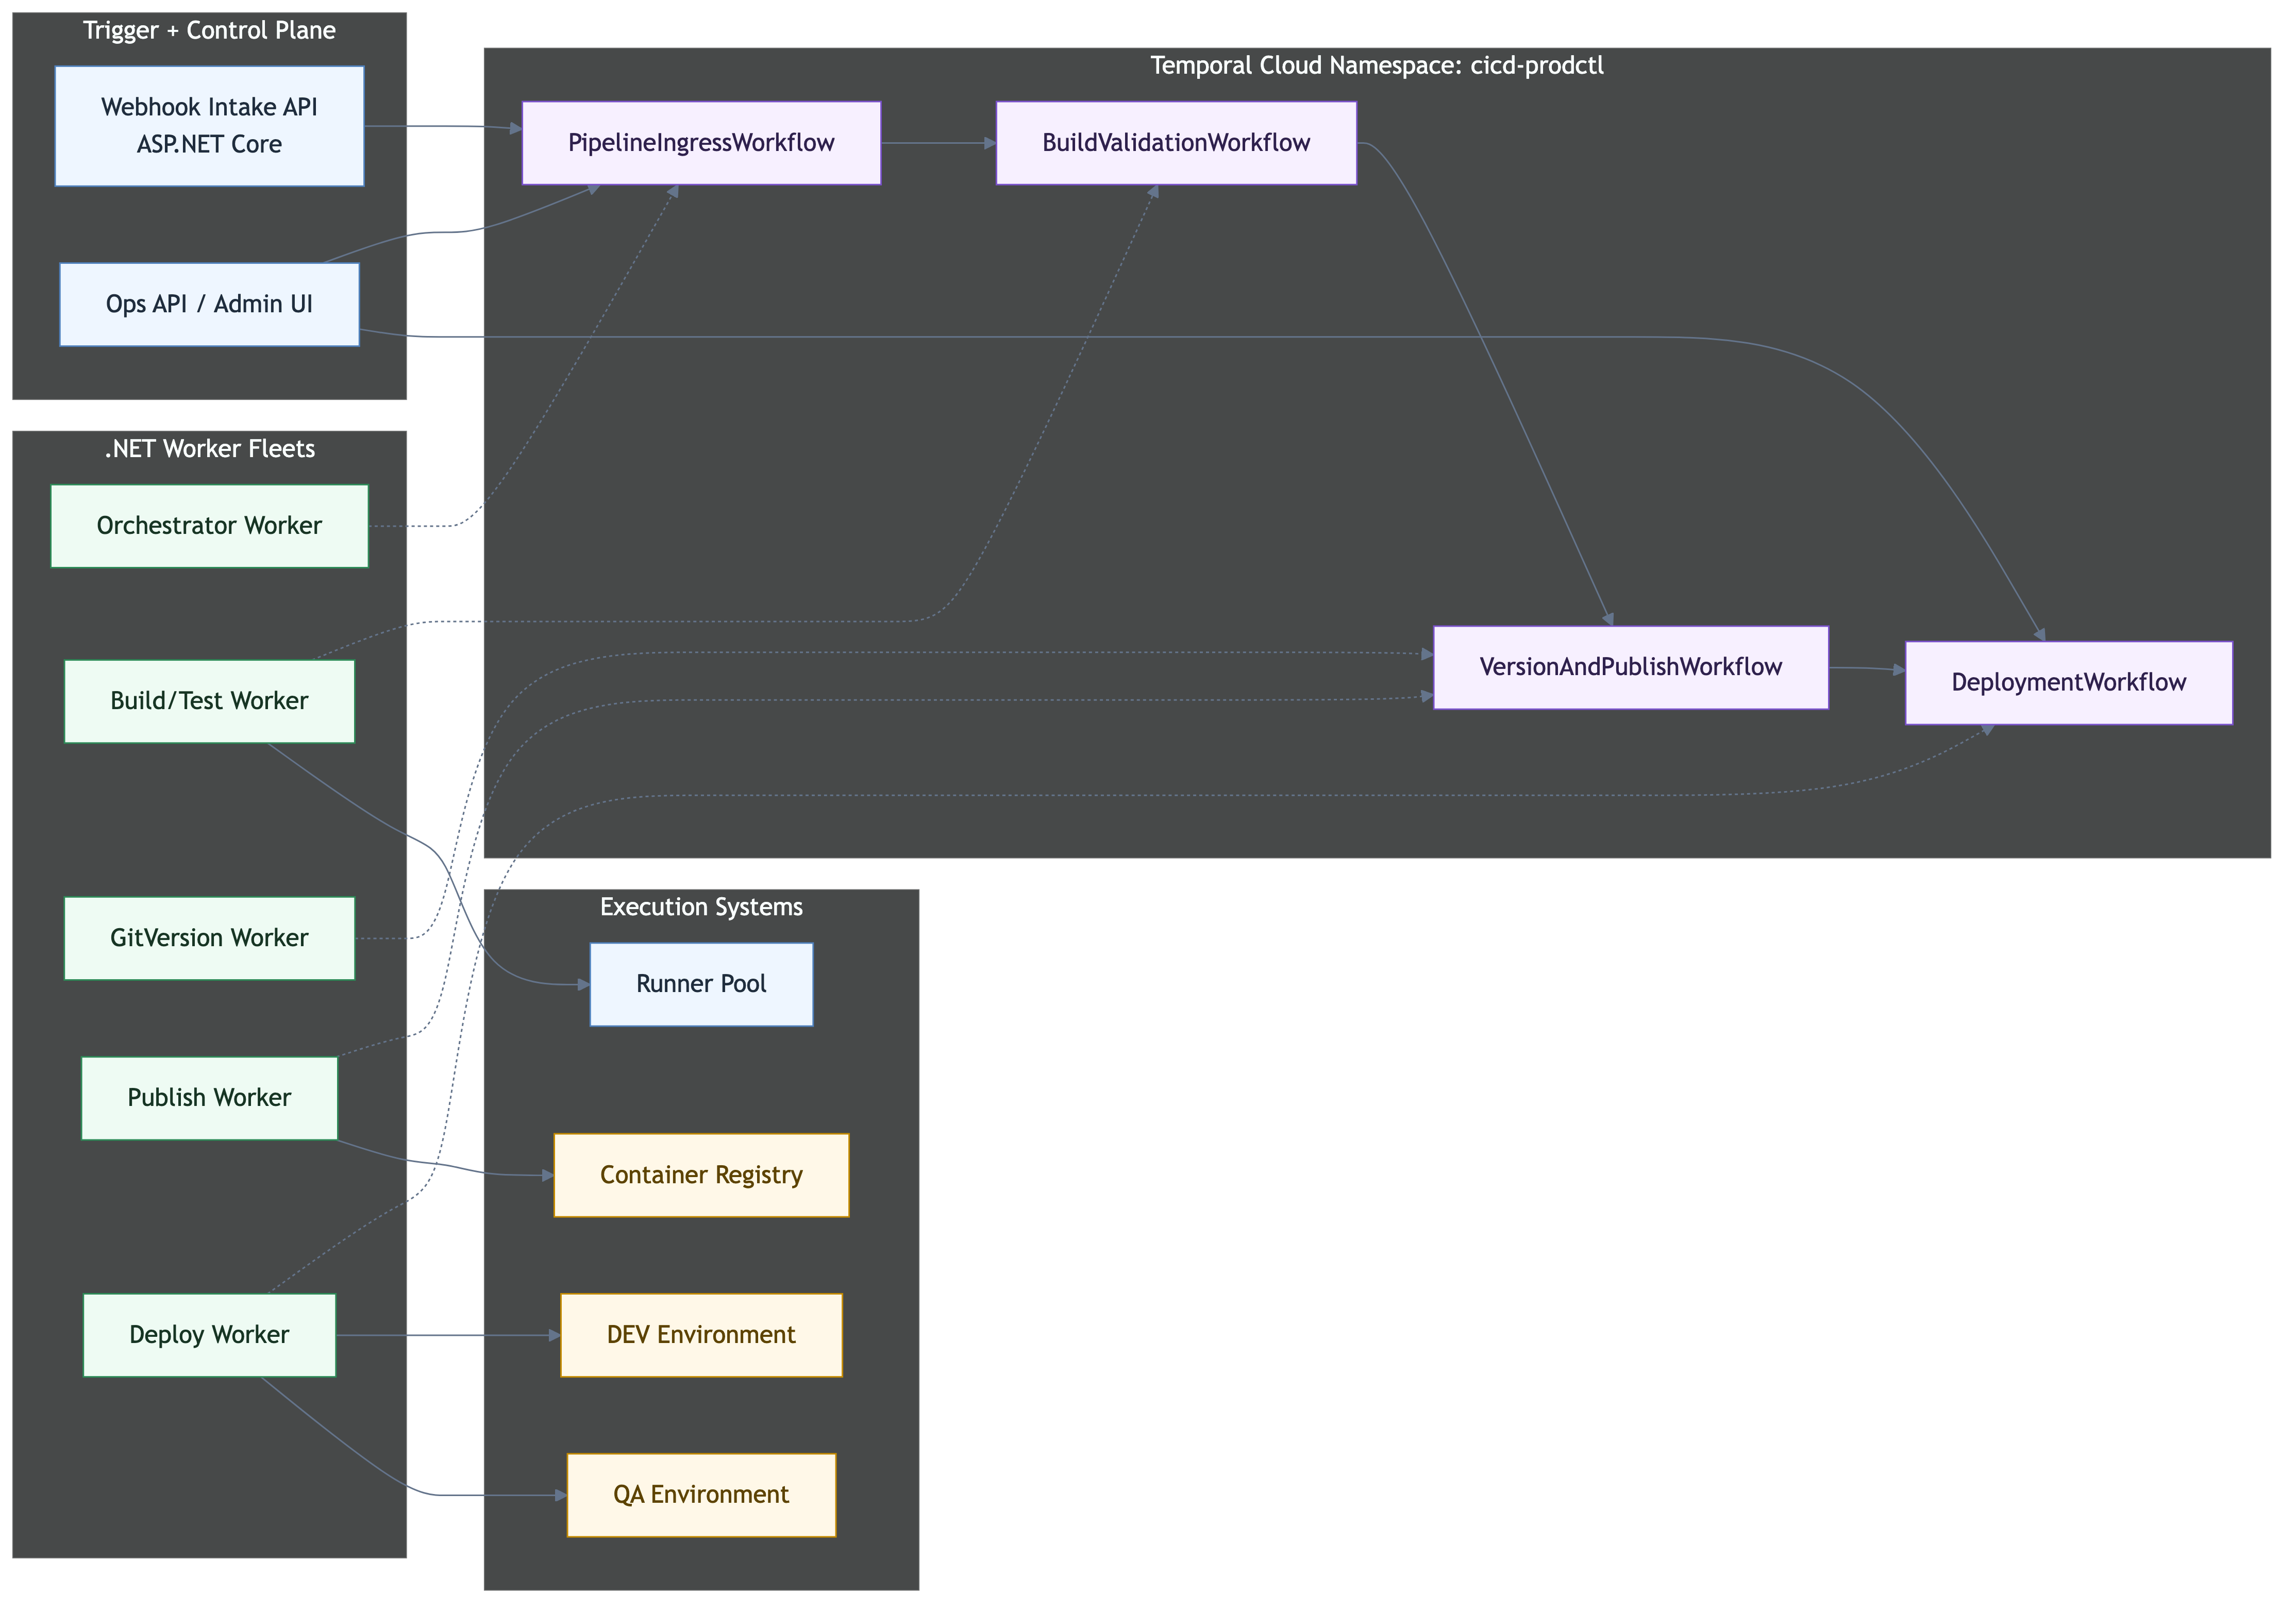 Trigger + Control Plane
Webhook Intake API
ASP.NET Core
Ops API / Admin UI
Temporal Cloud Namespace: cicd-prodctl
PipelineIngressWorkflow
BuildValidationWorkflow
VersionAndPublishWorkflow
DeploymentWorkflow
.NET Worker Fleets
Orchestrator Worker
Build/Test Worker
GitVersion Worker
Publish Worker
Deploy Worker
Execution Systems
Runner Pool
Container Registry
DEV Environment
QA Environment